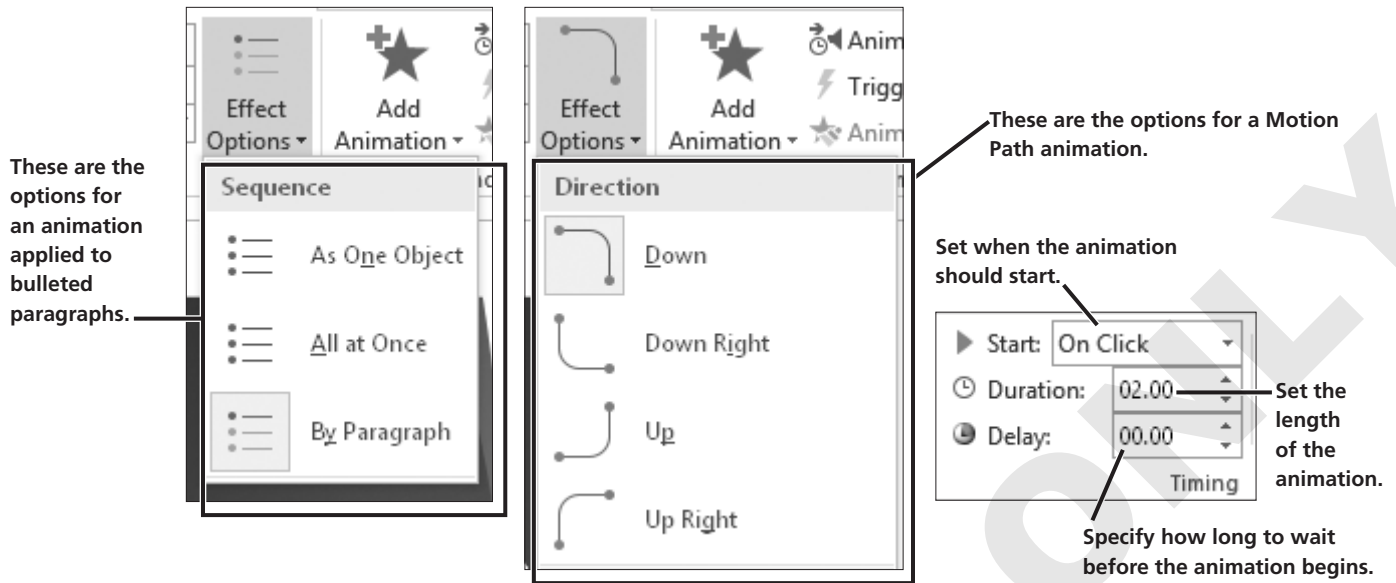 These are the
options for
an animation
applied to
bulleted
paragraphs.
Effect
Options
Add
Animation
Sequence
As One Object
All at Once
By Paragraph
Effect
Options
Add
Animation
Anim
Trigg
Anim
Direction
Down
Down Right
Up
Up Right
These are the options for a Motion
Path animation.
Set when the animation
should start.
Start: On Click
Duration: 02.00
Delay: 00.00
Timing
Set the
length
of the
animation.
Specify how long to wait
before the animation begins.
ONLY